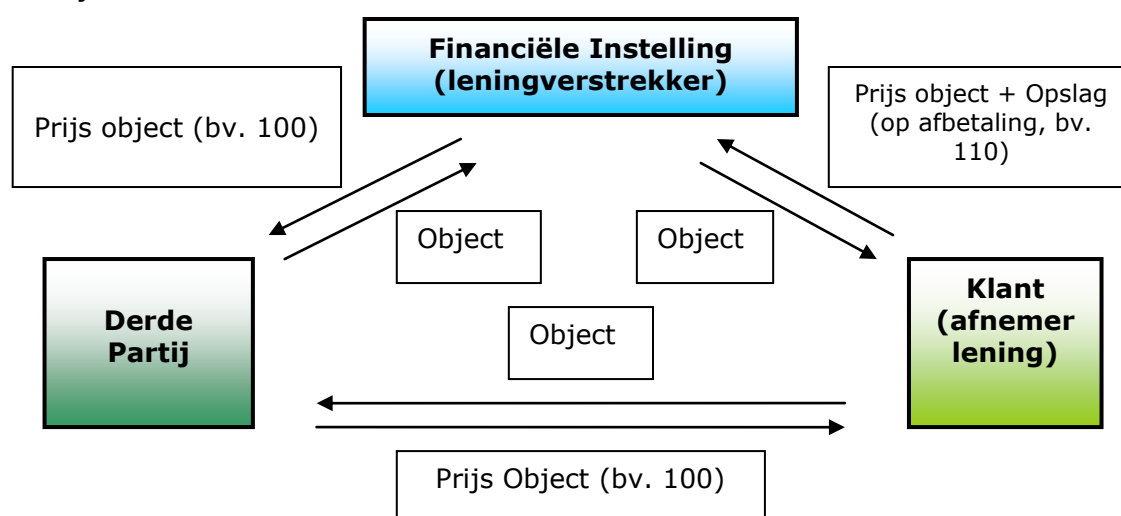 Financiële Instelling
(leningverstrekker)
Prijs object (bv. 100)
Prijs object + Opslag
(op afbetaling, bv.
110)
Object
Object
Derde
Partij
Klant
(afnemer
lening)
Object
Prijs Object (bv. 100)